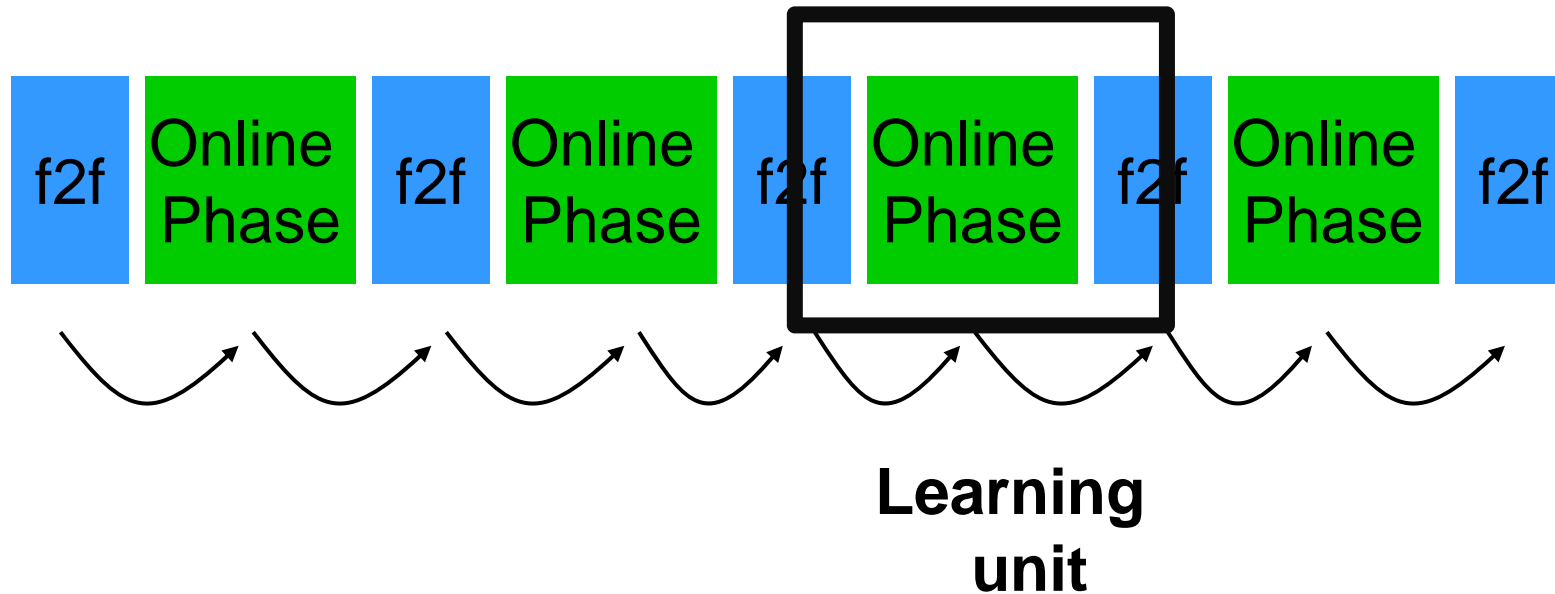 f2f
Online
Phase
f2f
Online
Phase
f2f
Online
Phase
f2f
Online
Phase
f2f
Learning
unit